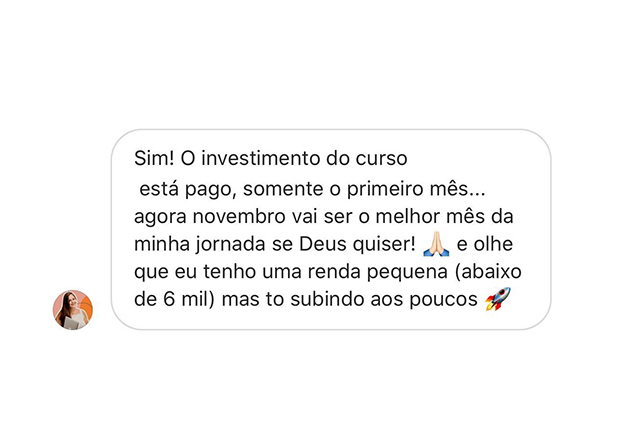 Sim! O investimento do curso
está pago, somente o primeiro mês...
agora novembro vai ser o melhor mês da
minha jornada se Deus quiser! 🙏🏻 e olhe
que eu tenho uma renda pequena (abaixo
de 6 mil) mas to subindo aos poucos 🚀